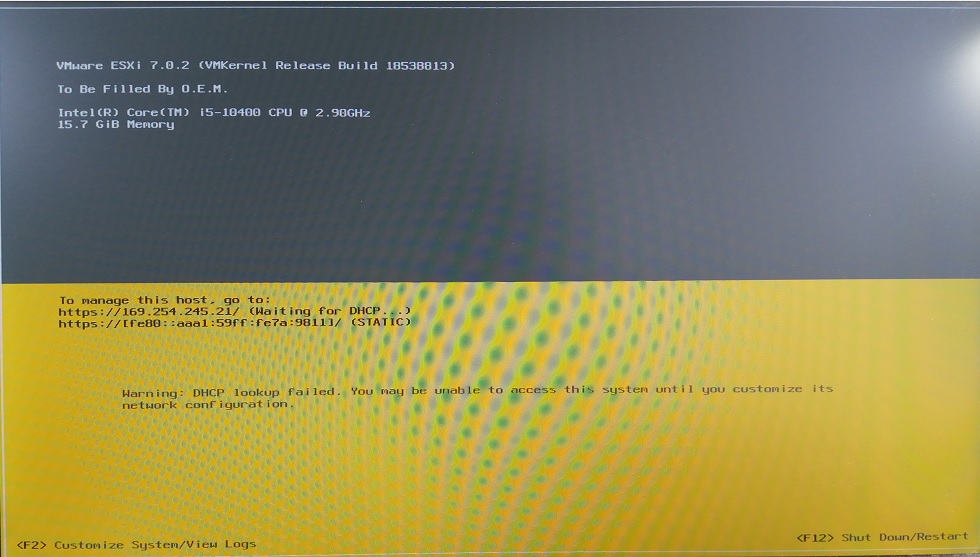 VMware ESXi 7.0.2 (VMKernel Release Build 18538813)
To Be Filled By O.E.M.
Intel(R) Core(TM) i5-10400 CPU @ 2.90GHz
15.7 GiB Memory
To manage this host, go to:
https://169.254.245.21/ (Waiting for DHCP...)
https://[fe80::aaa1:59ff:fe7a:9811]/ (STATIC)
Warning: DHCP lookup failed. You may be unable to access this system until you customize its
network configuration.
<F2> Customize System/View Logs
<F12> Shut Down/Restart